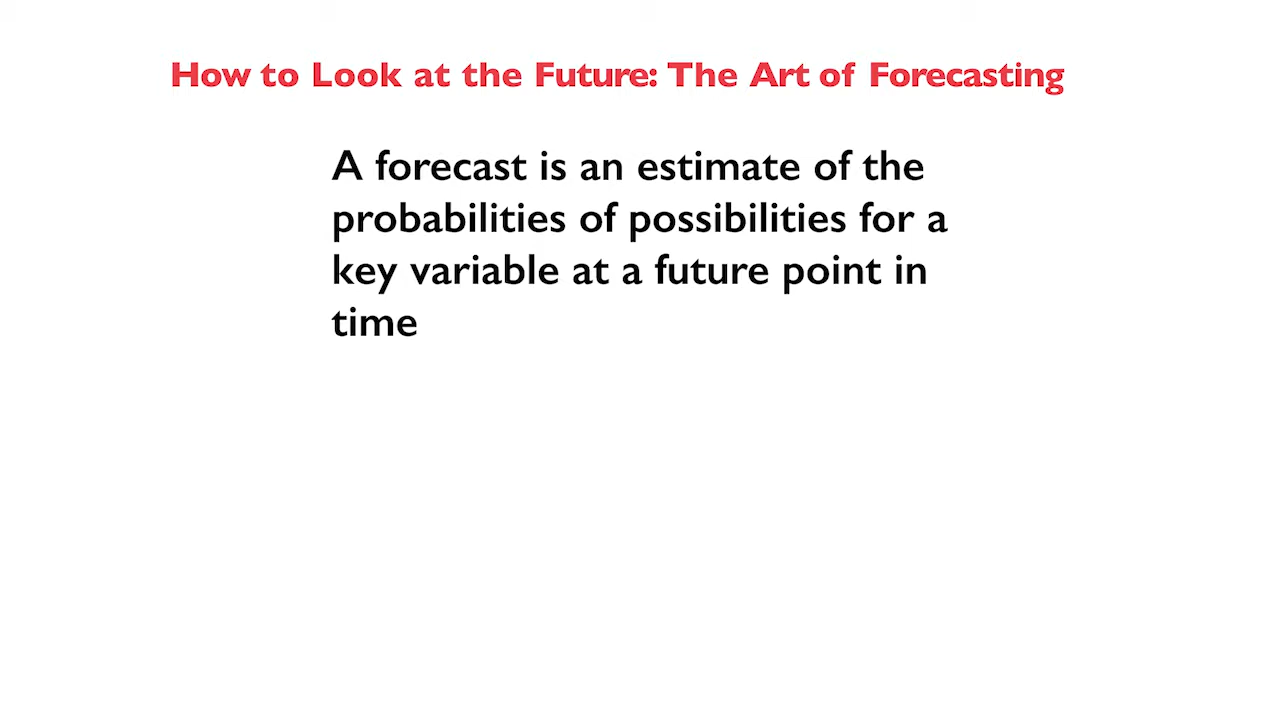 How to Look at the Future: The Art of Forecasting
A forecast is an estimate of the
probabilities of possibilities for a
key variable at a future point in
time